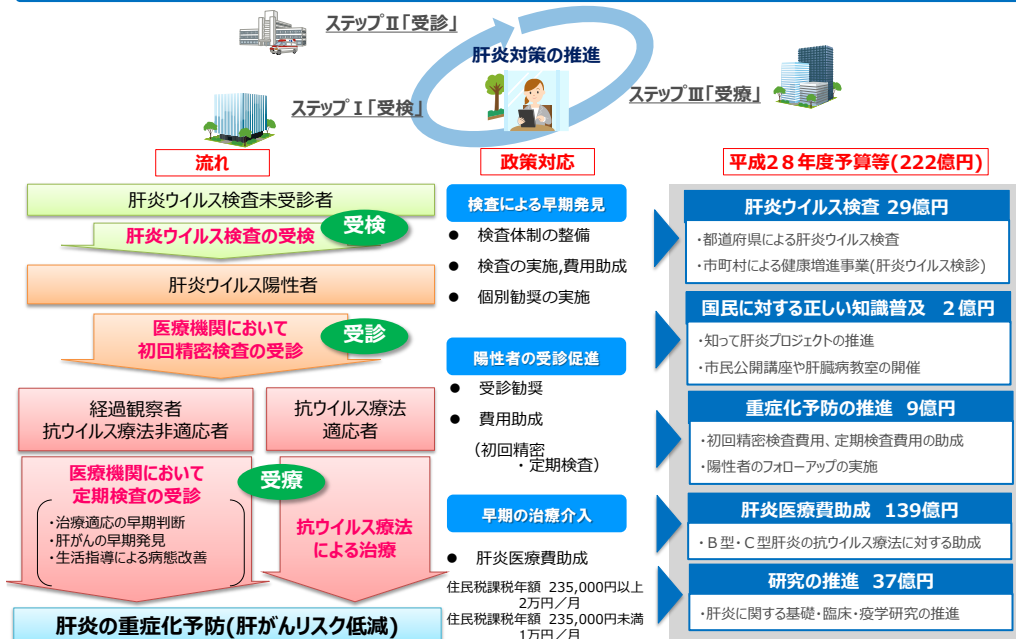 ステップⅡ「受診」
肝炎対策の推進
ステップⅠ「受検」
ステップⅢ「受療」
流れ
肝炎ウイルス検査未受診者
肝炎ウイルス検査の受検
受検
肝炎ウイルス陽性者
医療機関において
初回精密検査の受診
受診
経過観察者
抗ウイルス療法非適応者
抗ウイルス療法
適応者
医療機関において
定期検査の受診
受療
・治療適応の早期判断
・肝がんの早期発見
・生活指導による病態改善
抗ウイルス療法
による治療
肝炎の重症化予防(肝がんリスク低減)
政策対応
検査による早期発見
● 検査体制の整備
● 検査の実施,費用助成
● 個別勧奨の実施
陽性者の受診促進
● 受診勧奨
● 費用助成
(初回精密
・定期検査)
早期の治療介入
● 肝炎医療費助成
住民税課税年額 235,000円以上
2万円／月
住民税課税年額 235,000円未満
1万円／月
平成28年度予算等(222億円)
肝炎ウイルス検査 29億円
・都道府県による肝炎ウイルス検査
・市町村による健康増進事業(肝炎ウイルス検診)
国民に対する正しい知識普及 2億円
・知って肝炎プロジェクトの推進
・市民公開講座や肝臓病教室の開催
重症化予防の推進 9億円
・初回精密検査費用、定期検査費用の助成
・陽性者のフォローアップの実施
肝炎医療費助成 139億円
・B型・C型肝炎の抗ウイルス療法に対する助成
研究の推進 37億円
・肝炎に関する基礎・臨床・疫学研究の推進